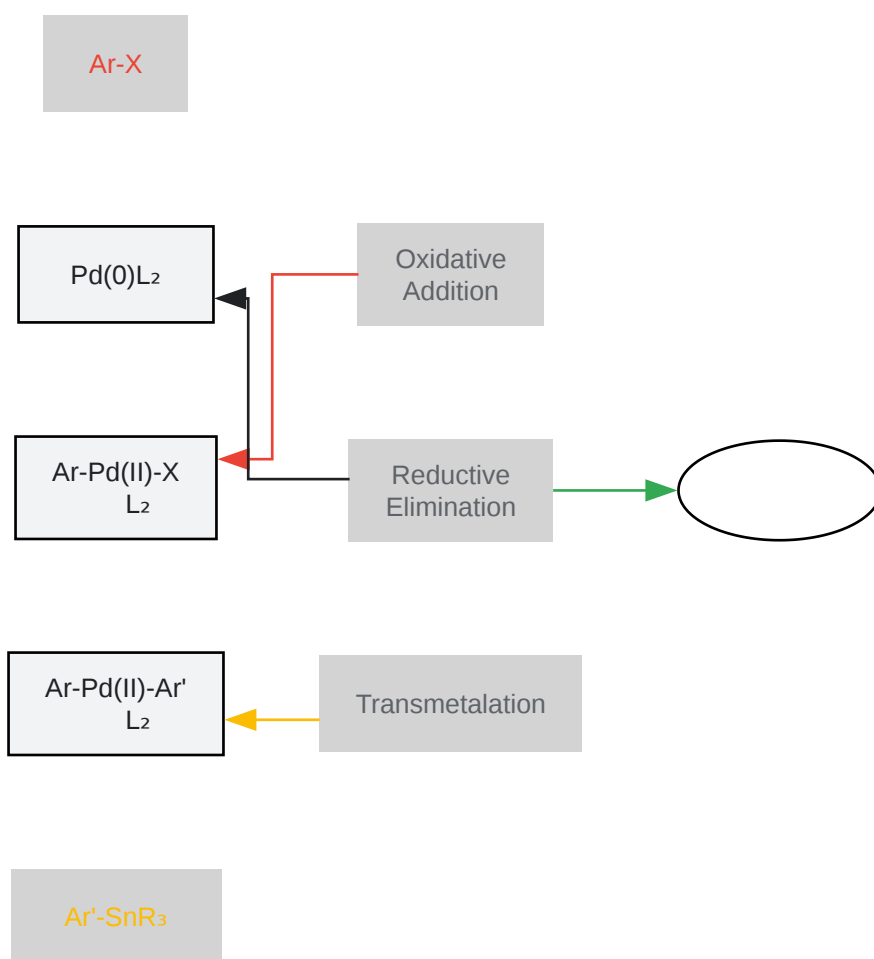 Ar-X
Pd(0)L₂
Oxidative
Addition
Ar-Pd(II)-X
L₂
Reductive
Elimination
Ar-Pd(II)-Ar'
L₂
Transmetalation
Ar'-SnR₃